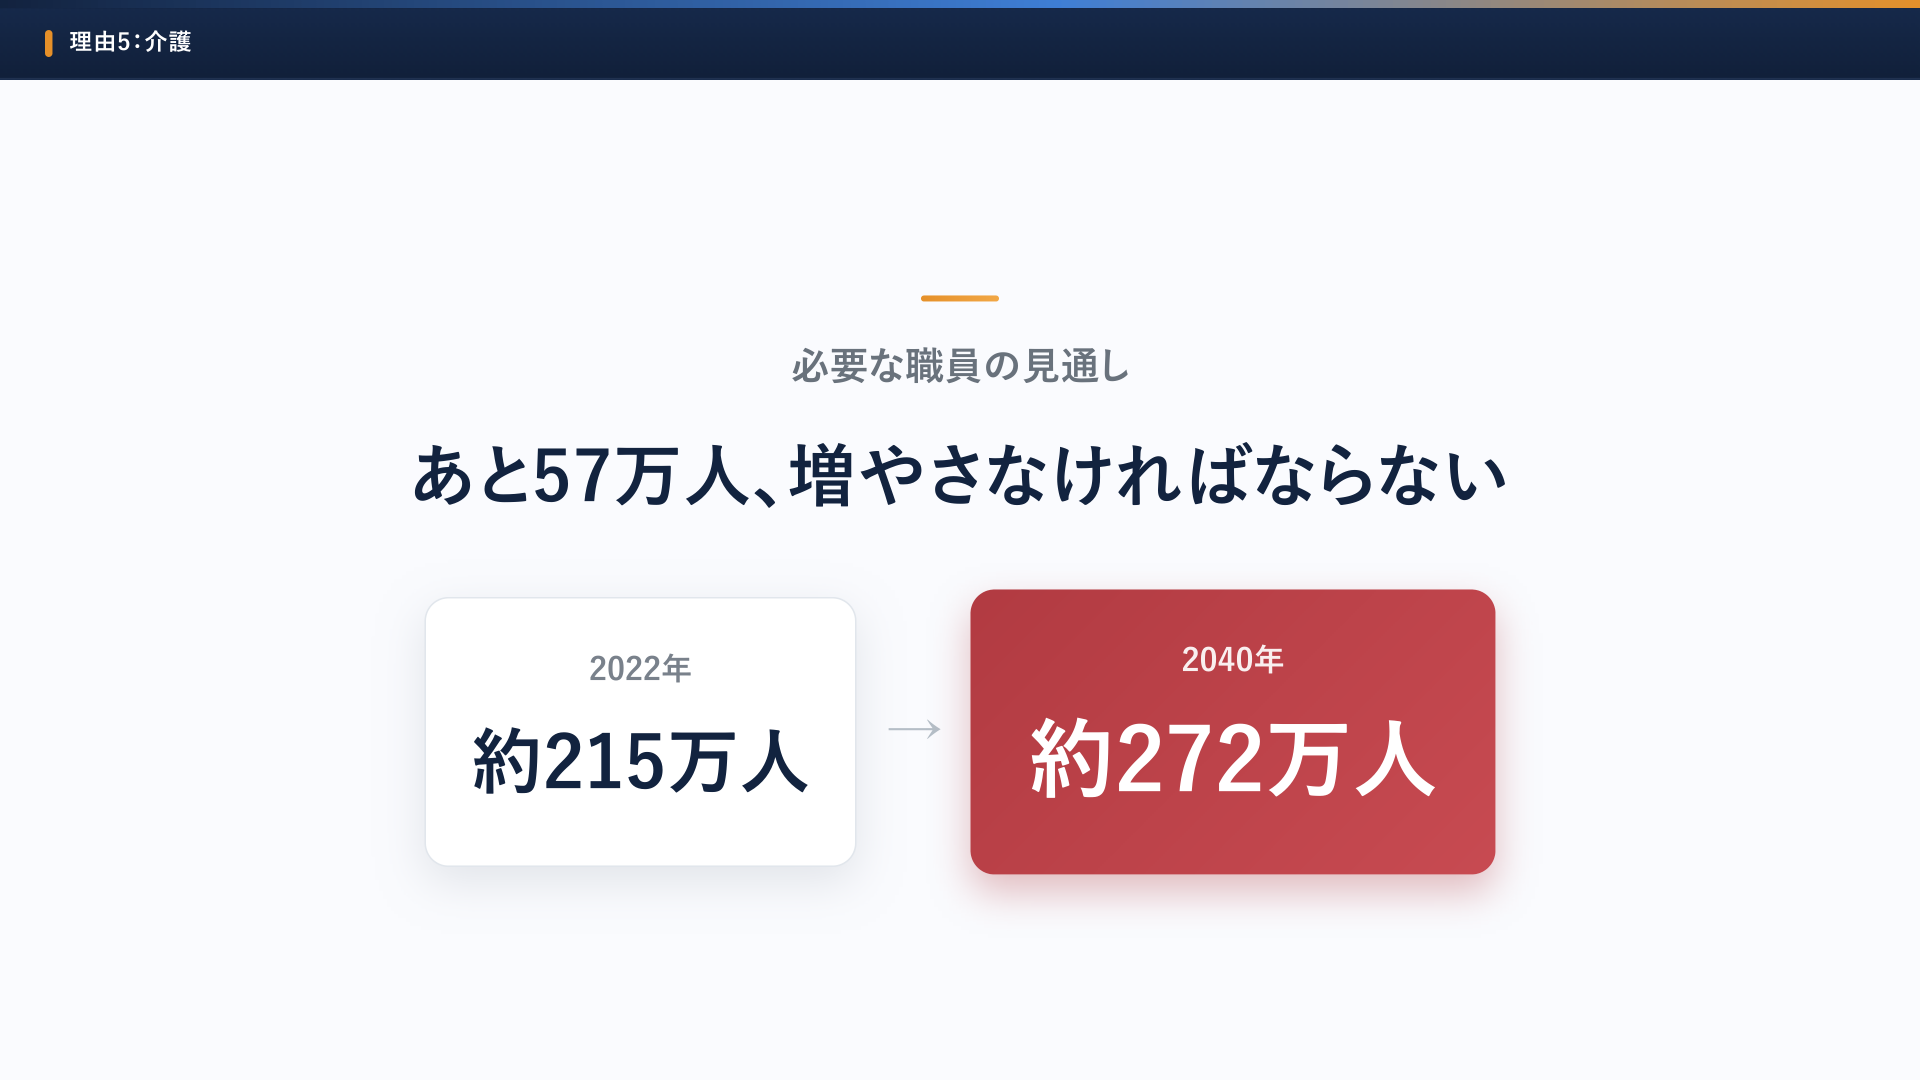 理由5：介護
必要な職員の見通し
あと57万人、増やさなければならない
2022年
約215万人
→
2040年
約272万人